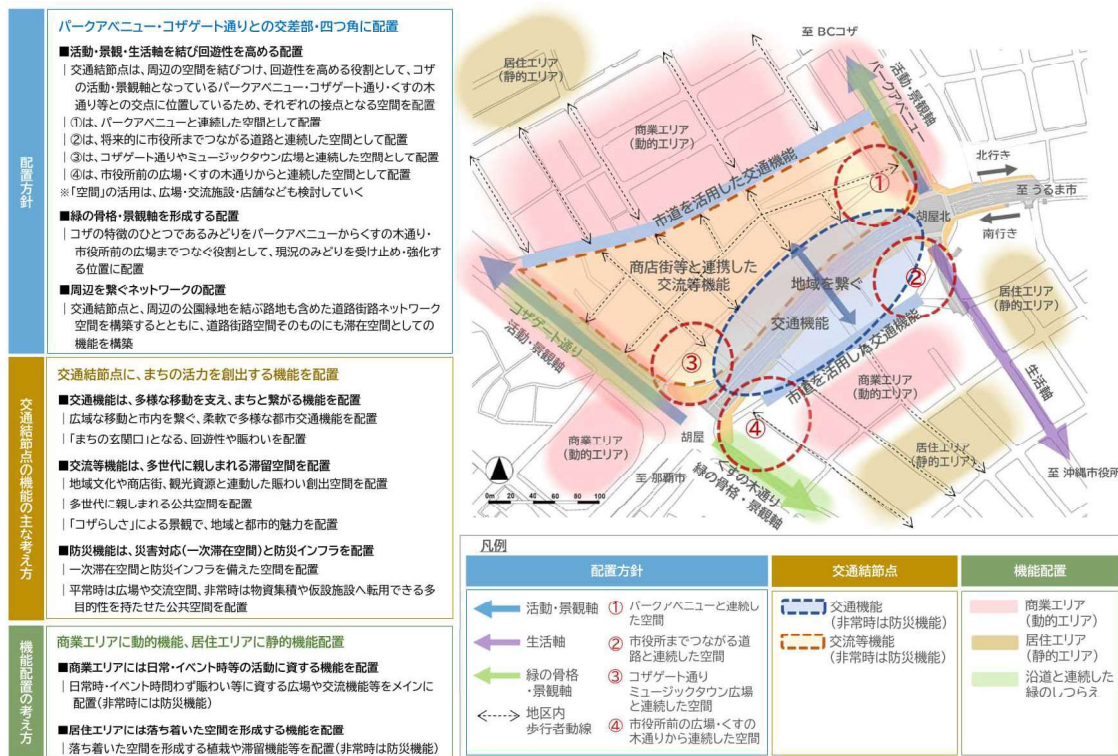 配置方針
パークアベニュー・コザゲート通りとの交差部・四つ角に配置
■活動・景観・生活軸を結び回遊性を高める配置
｜交通結節点は、周辺の空間を結びつけ、回遊性を高める役割として、コザ
の活動・景観軸となっているパークアベニュー・コザゲート通り・くすの木
通り等との交点に位置しているため、それぞれの接点となる空間を配置
｜①は、パークアベニューと連続した空間として配置
｜②は、将来的に市役所までつながる道路と連続した空間として配置
｜③は、コザゲート通りやミュージックタウン広場と連続した空間として配置
｜④は、市役所前の広場・くすの木通りからと連続した空間として配置
※「空間」の活用は、広場・交流施設・店舗なども検討していく
■緑の骨格・景観軸を形成する配置
｜コザの特徴のひとつであるみどりをパークアベニューからくすの木通り・
市役所前の広場までつなぐ役割として、現況のみどりを受け止め・強化す
る位置に配置
■周辺を繋ぐネットワークの配置
｜交通結節点と、周辺の公園緑地を結ぶ路地も含めた道路街路ネットワーク
空間を構築するとともに、道路街路空間そのものにも滞在空間としての
機能を構築
交通結節点の機能の主な考え方
交通結節点に、まちの活力を創出する機能を配置
■交通機能は、多様な移動を支え、まちと繋がる機能を配置
｜広域な移動と市内を繋ぐ、柔軟で多様な都市交通機能を配置
｜「まちの玄関口」となる、回遊性や賑わいを配置
■交流等機能は、多世代に親しまれる滞留空間を配置
｜地域文化や商店街、観光資源と連動した賑わい創出空間を配置
｜多世代に親しまれる公共空間を配置
｜「コザらしさ」による景観で、地域と都市的魅力を配置
■防災機能は、災害対応(一次滞在空間)と防災インフラを配置
｜一次滞在空間と防災インフラを備えた空間を配置
｜平常時は広場や交流空間、非常時は物資集積や仮設施設へ転用できる多
目的性を持たせた公共空間を配置
機能配置の考え方
商業エリアに動的機能、居住エリアに静的機能配置
■商業エリアには日常・イベント時等の活動に資する機能を配置
｜日常時・イベント時問わず賑わい等に資する広場や交流機能等をメインに
配置(非常時には防災機能)
■居住エリアには落ち着いた空間を形成する機能を配置
｜落ち着いた空間を形成する植栽や滞留機能等を配置(非常時は防災機能)
至 BCコザ
居住エリア
(静的エリア)
活動・景観軸
パークアベニュー
商業エリア
(動的エリア)
北行き
至 うるま市
市道を活用した交通機能
①
胡屋北
南行き
商店街等と連携した
交流等機能
地域を繋ぐ
②
居住エリア
(静的エリア)
交通機能
コザゲート通り
活動・景観軸
③
市道を活用した交通機能
生活軸
商業エリア
(動的エリア)
④
商業エリア
(動的エリア)
胡屋
居住エリア
(静的エリア)
至 沖縄市役所
至 那覇市
くすの木通り
緑の骨格・景観軸
0m 20 40 60 80 100
凡例
配置方針
活動・景観軸
生活軸
緑の骨格
・景観軸
地区内
歩行者動線
① パークアベニューと連続し
た空間
② 市役所までつながる道
路と連続した空間
③ コザゲート通り
ミュージックタウン広場
と連続した空間
④ 市役所前の広場・くすの
木通りから連続した空間
交通結節点
交通機能
(非常時は防災機能)
交流等機能
(非常時は防災機能)
機能配置
商業エリア
(動的エリア)
居住エリア
(静的エリア)
沿道と連続した
緑のしつらえ